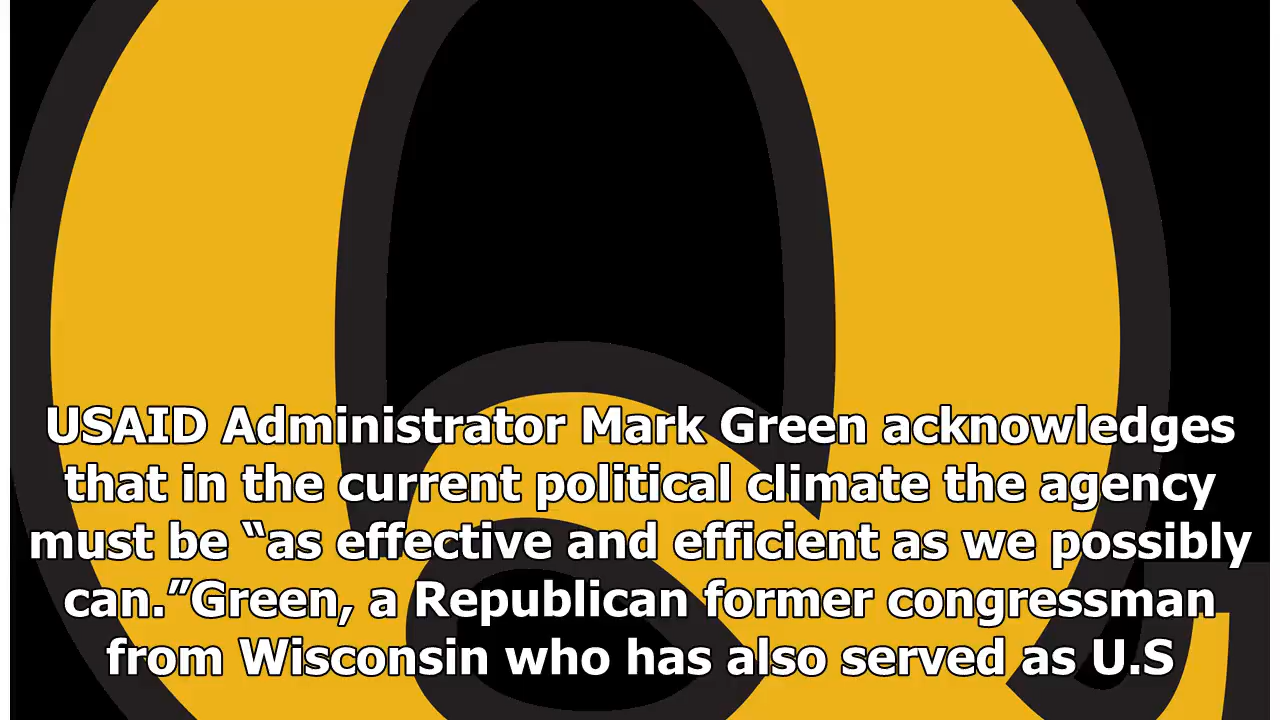 USAID Administrator Mark Green acknowledges
that in the current political climate the agency
must be “as effective and efficient as we possibly
can.”Green, a Republican former congressman
from Wisconsin who has also served as U.S